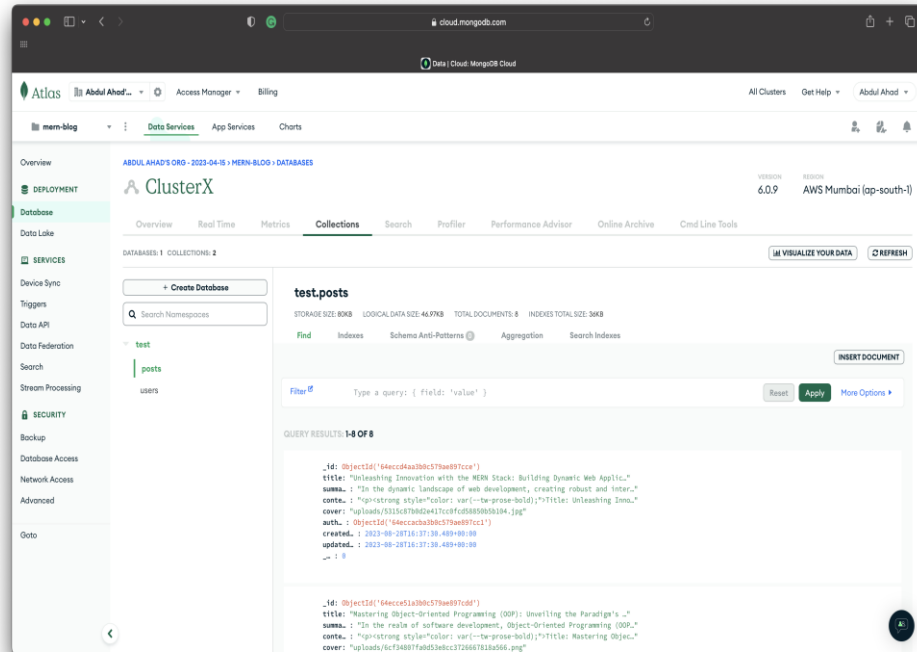 cloud.mongodb.com
Data | Cloud: MongoDB Cloud
Atlas Abdul Ahad'... Access Manager Billing All Clusters Get Help Abdul Ahad
mern-blog Data Services App Services Charts
Overview
DEPLOYMENT
Database
Data Lake
SERVICES
Device Sync
Triggers
Data API
Data Federation
Search
Stream Processing
SECURITY
Backup
Database Access
Network Access
Advanced
Goto
ABDUL AHAD'S ORG - 2023-04-15 > MERN-BLOG > DATABASES
ClusterX
VERSION REGION
6.0.9 AWS Mumbai (ap-south-1)
Overview Real Time Metrics Collections Search Profiler Performance Advisor Online Archive Cmd Line Tools
DATABASES: 1 COLLECTIONS: 2 VISUALIZE YOUR DATA REFRESH
+ Create Database
Search Namespaces
test
posts
users
test.posts
STORAGE SIZE: 80KB LOGICAL DATA SIZE: 46.97KB TOTAL DOCUMENTS: 8 INDEXES TOTAL SIZE: 36KB
Find Indexes Schema Anti-Patterns 0 Aggregation Search Indexes
INSERT DOCUMENT
Filter Type a query: { field: 'value' } Reset Apply More Options
QUERY RESULTS: 1-8 OF 8
_id: ObjectId('64eccd4aa3b0c579ae897cce')
title: "Unleashing Innovation with the MERN Stack: Building Dynamic Web Applic…"
summa… : "In the dynamic landscape of web development, creating robust and inter…"
conte… : "<p><strong style="color: var(--tw-prose-bold);">Title: Unleashing Inno…"
cover: "uploads/5315c87b0d2e417cc0fcd58850b5b104.jpg"
auth… : ObjectId('64eccacba3b0c579ae897cc1')
created… : 2023-08-28T16:37:30.489+00:00
updated… : 2023-08-28T16:37:30.489+00:00
_… : 0
_id: ObjectId('64ecce51a3b0c579ae897cdd')
title: "Mastering Object-Oriented Programming (OOP): Unveiling the Paradigm's …"
summa… : "In the realm of software development, Object-Oriented Programming (OOP…"
conte… : "<p><strong style="color: var(--tw-prose-bold);">Title: Mastering Objec…"
cover: "uploads/6cf34807fa0d53e8cc3726667818a566.png"